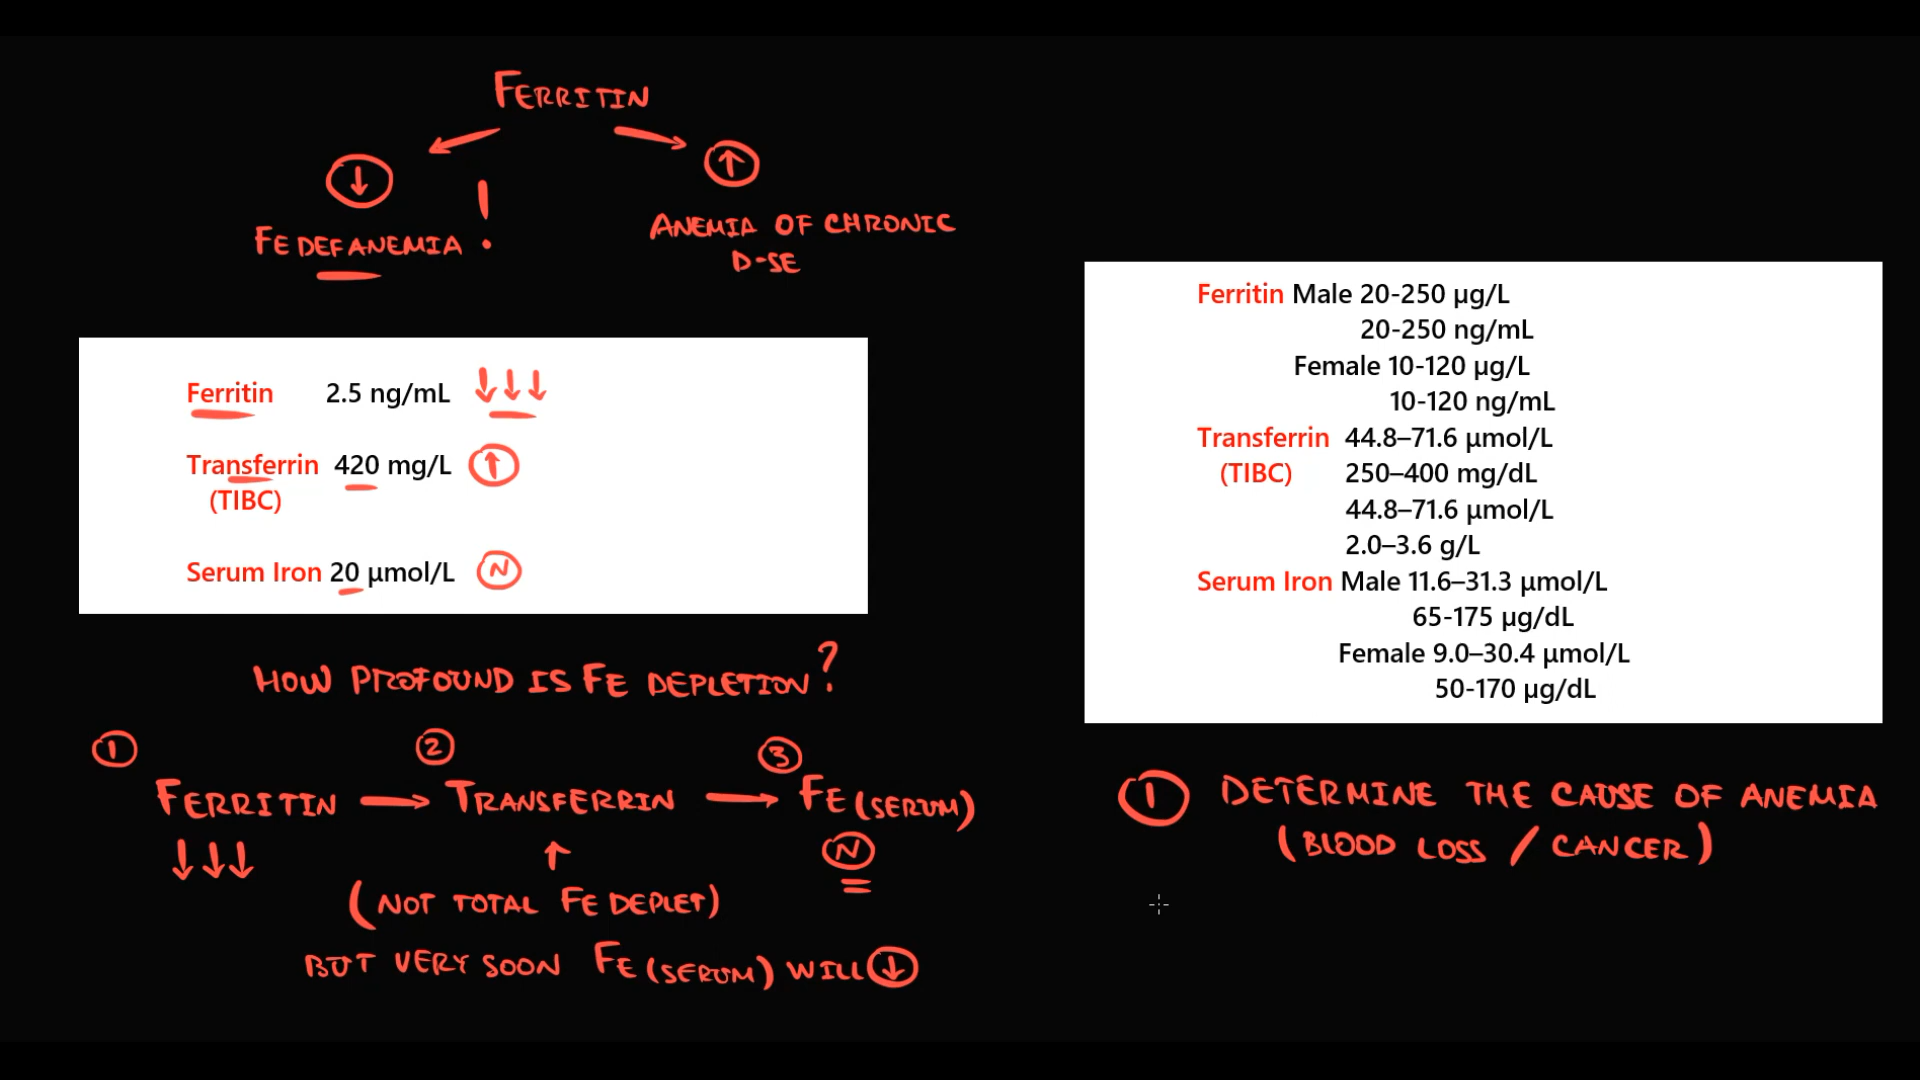 FERRITIN
↓
↑
FE DEF ANEMIA !
ANEMIA OF CHRONIC
D-SE
Ferritin 2.5 ng/mL ↓↓↓
Transferrin 420 mg/L ↑
(TIBC)
Serum Iron 20 µmol/L N
HOW PROFOUND IS FE DEPLETION?
1 2 3
FERRITIN → TRANSFERRIN → FE (SERUM)
↓↓↓ ↑ N
(NOT TOTAL FE DEPLET)
BUT VERY SOON FE (SERUM) WILL ↓
Ferritin Male 20-250 µg/L
20-250 ng/mL
Female 10-120 µg/L
10-120 ng/mL
Transferrin 44.8–71.6 µmol/L
(TIBC) 250–400 mg/dL
44.8–71.6 µmol/L
2.0–3.6 g/L
Serum Iron Male 11.6–31.3 µmol/L
65-175 µg/dL
Female 9.0–30.4 µmol/L
50-170 µg/dL
1 DETERMINE THE CAUSE OF ANEMIA
(BLOOD LOSS / CANCER)